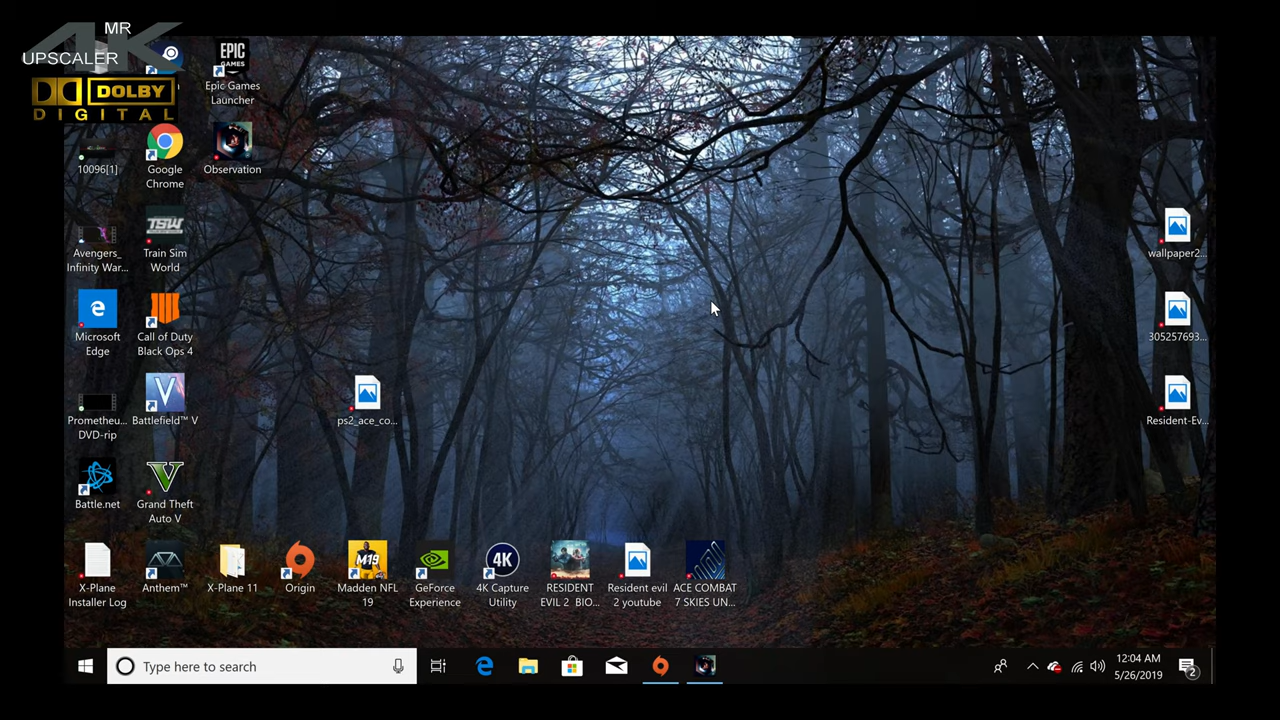 4K
MR
UPSCALER
DOLBY
DIGITAL
EPIC
GAMES
Epic Games
Launcher
10096[1]
Google
Chrome
Observation
TSW
Avengers_
Infinity War...
Train Sim
World
wallpaper2...
Microsoft
Edge
Call of Duty
Black Ops 4
305257693...
Prometheu...
DVD-rip
Battlefield™ V
ps2_ace_co...
Resident-Ev...
Battle.net
Grand Theft
Auto V
X-Plane
Installer Log
Anthem™
X-Plane 11
Origin
M19
Madden NFL
19
GeForce
Experience
4K
4K Capture
Utility
RESIDENT
EVIL 2 BIO...
Resident evil
2 youtube
ACE COMBAT
7 SKIES UN...
Type here to search
12:04 AM
5/26/2019
2